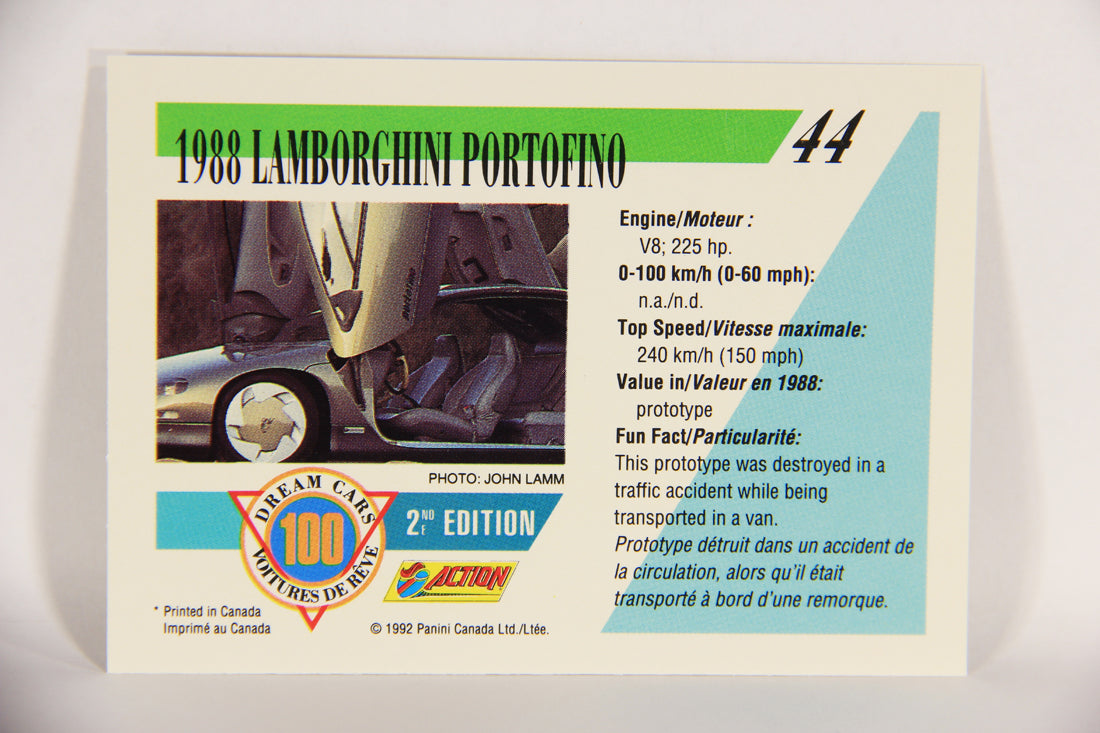 1988 LAMBORGHINI PORTOFINO
44
Engine/Moteur :
V8; 225 hp.
0-100 km/h (0-60 mph):
n.a./n.d.
Top Speed/Vitesse maximale:
240 km/h (150 mph)
Value in/Valeur en 1988:
prototype
Fun Fact/Particularité:
This prototype was destroyed in a
traffic accident while being
transported in a van.
Prototype détruit dans un accident de
la circulation, alors qu'il était
transporté à bord d'une remorque.
PHOTO: JOHN LAMM
DREAM CARS
100
VOITURES DE RÊVE
2ND E EDITION
ACTION
* Printed in Canada
Imprimé au Canada
© 1992 Panini Canada Ltd./Ltée.